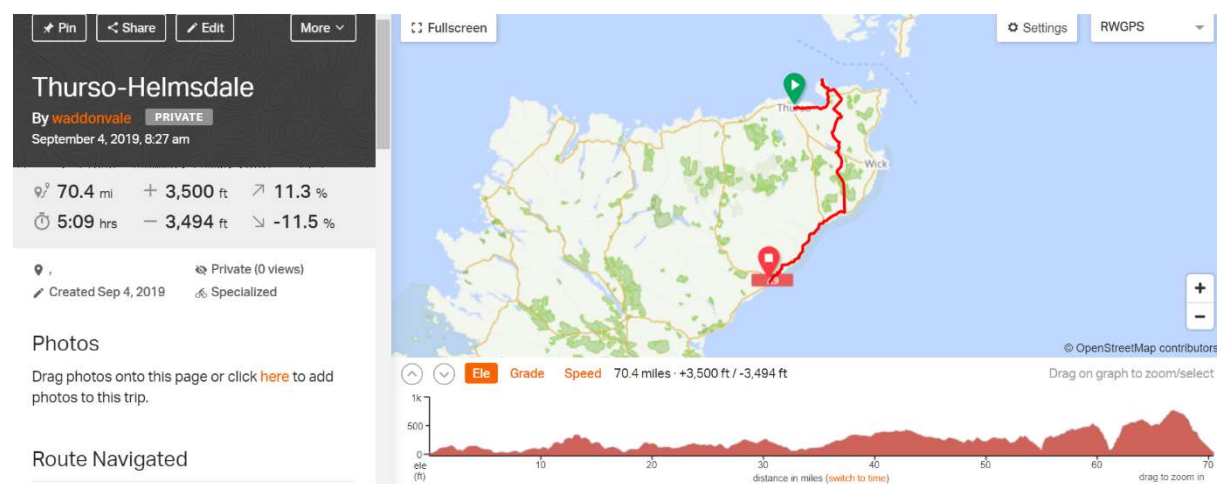 Pin Share Edit More
Thurso-Helmsdale
By waddonvale PRIVATE
September 4, 2019, 8:27 am
70.4 mi + 3,500 ft 11.3 %
5:09 hrs − 3,494 ft -11.5 %
, Private (0 views)
Created Sep 4, 2019 Specialized
Photos
Drag photos onto this page or click here to add
photos to this trip.
Route Navigated
Fullscreen Settings RWGPS
Thurso
Wick
+
−
© OpenStreetMap contributors
Ele Grade Speed 70.4 miles · +3,500 ft / -3,494 ft Drag on graph to zoom/select
1k
500
0
ele
(ft)
10 20 30 40 50 60 70
distance in miles (switch to time) drag to zoom in